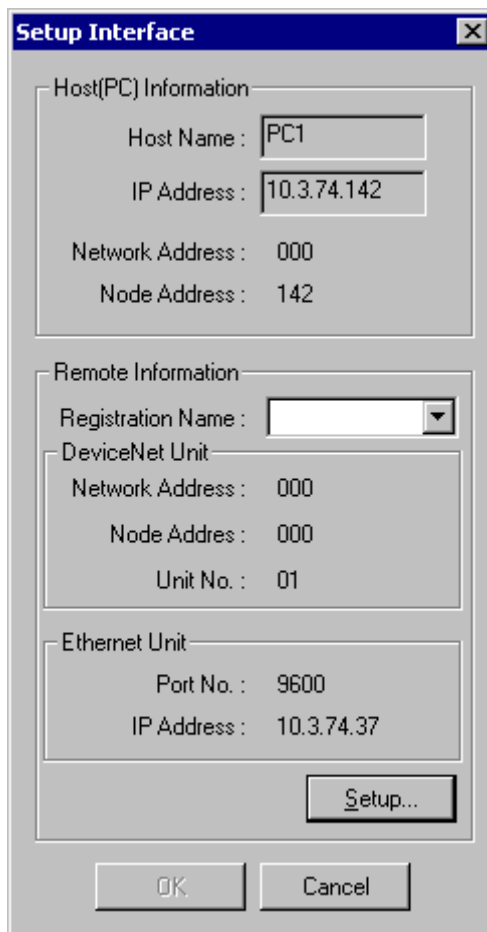 Setup Interface
Host(PC) Information
Host Name : PC1
IP Address : 10.3.74.142
Network Address : 000
Node Address : 142
Remote Information
Registration Name :
DeviceNet Unit
Network Address : 000
Node Addres : 000
Unit No. : 01
Ethernet Unit
Port No. : 9600
IP Address : 10.3.74.37
Setup...
OK Cancel